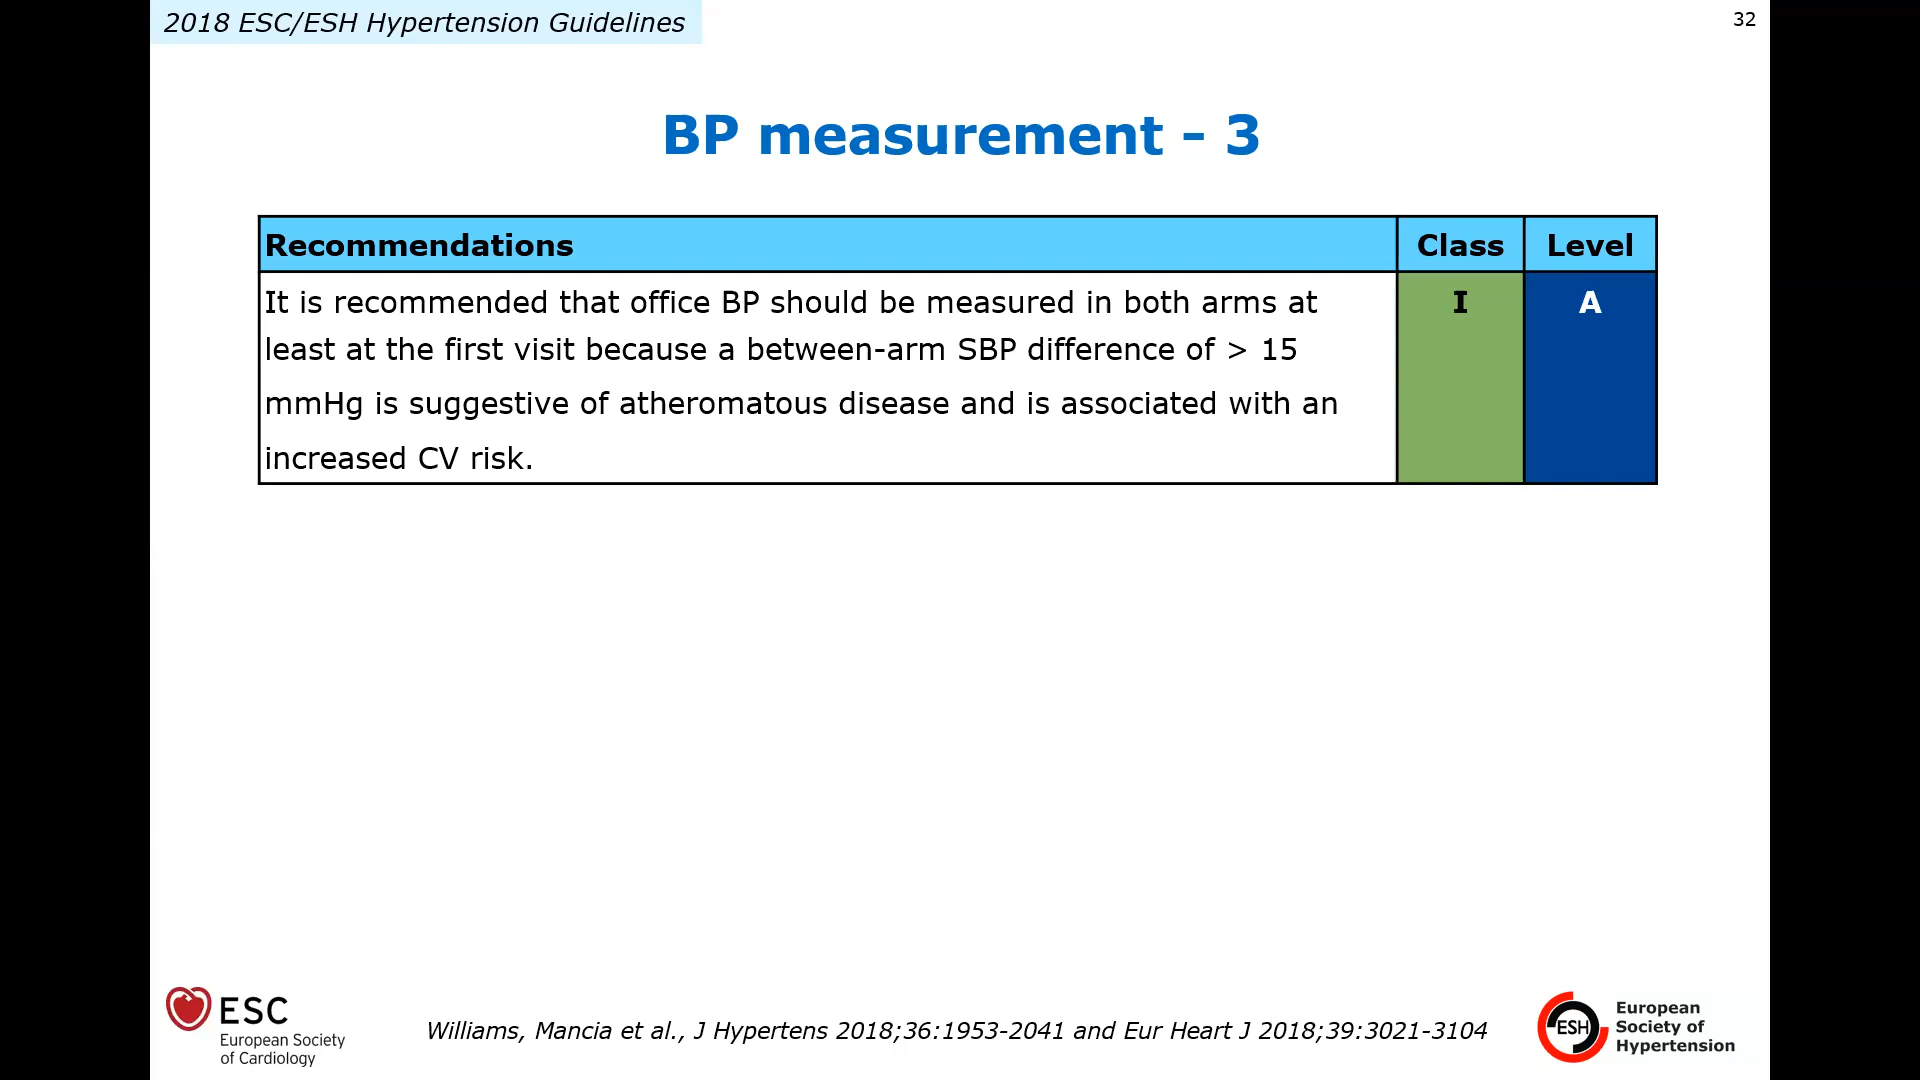 2018 ESC/ESH Hypertension Guidelines
32
BP measurement - 3
Recommendations Class Level
It is recommended that office BP should be measured in both arms at I A
least at the first visit because a between-arm SBP difference of > 15
mmHg is suggestive of atheromatous disease and is associated with an
increased CV risk.
ESC
European Society
of Cardiology
Williams, Mancia et al., J Hypertens 2018;36:1953-2041 and Eur Heart J 2018;39:3021-3104
ESH
European
Society of
Hypertension